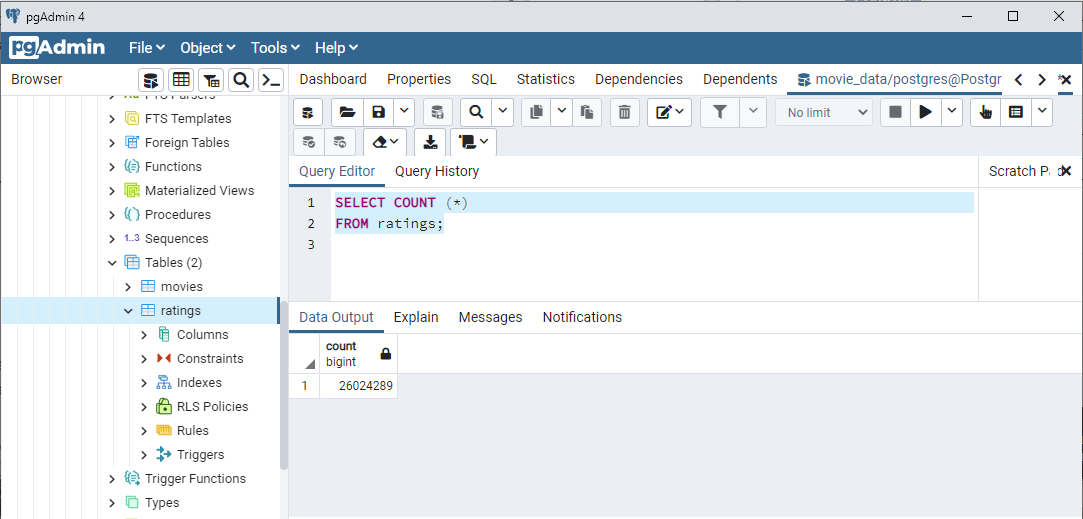 pgAdmin 4
pgAdmin File Object Tools Help
Browser
Dashboard Properties SQL Statistics Dependencies Dependents movie_data/postgres@Postgr
No limit
FTS Parsers
FTS Templates
Foreign Tables
Functions
Materialized Views
Procedures
1..3 Sequences
Tables (2)
movies
ratings
Columns
Constraints
Indexes
RLS Policies
Rules
Triggers
Trigger Functions
Types
Query Editor Query History
Scratch P
1 SELECT COUNT (*)
2 FROM ratings;
3
Data Output Explain Messages Notifications
count
bigint
1 26024289